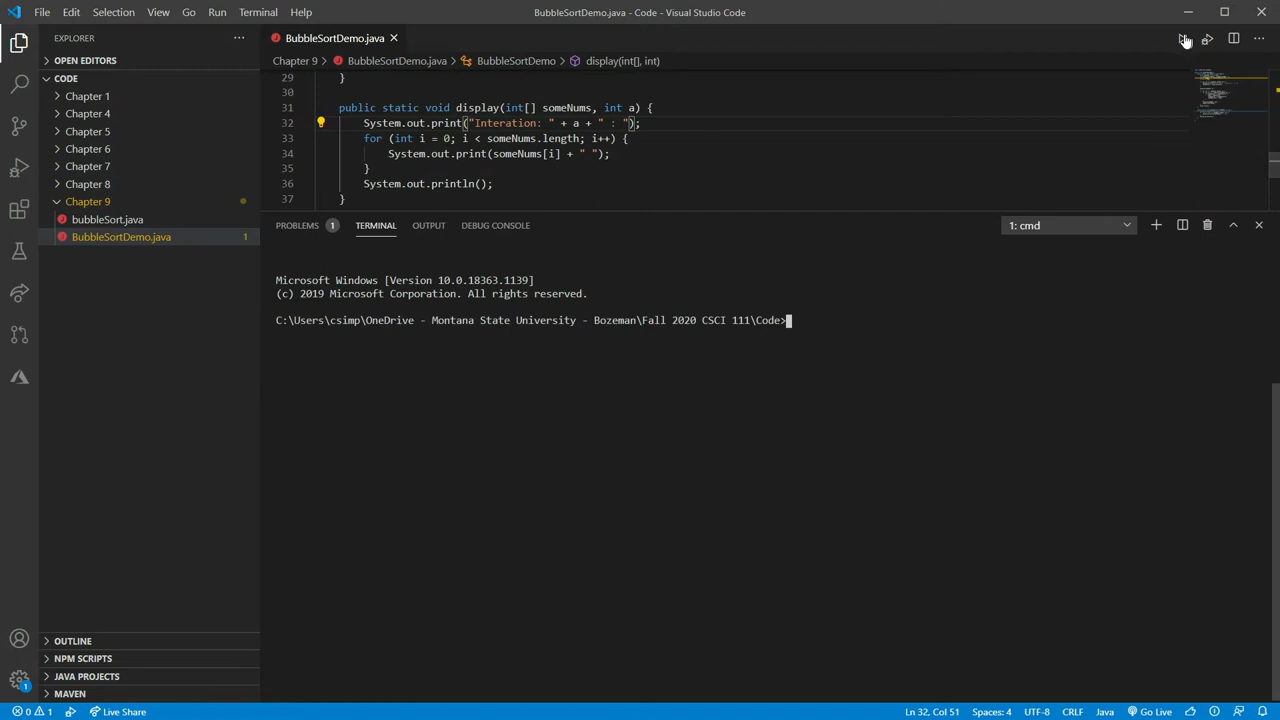 File Edit Selection View Go Run Terminal Help
BubbleSortDemo.java - Code - Visual Studio Code
EXPLORER
OPEN EDITORS
CODE
Chapter 1
Chapter 4
Chapter 5
Chapter 6
Chapter 7
Chapter 8
Chapter 9
bubbleSort.java
BubbleSortDemo.java 1
OUTLINE
NPM SCRIPTS
JAVA PROJECTS
MAVEN
BubbleSortDemo.java
Chapter 9 > BubbleSortDemo.java > BubbleSortDemo > display(int[], int)
29 }
30
31 public static void display(int[] someNums, int a) {
32 System.out.print("Interation: " + a + " : ");
33 for (int i = 0; i < someNums.length; i++) {
34 System.out.print(someNums[i] + " ");
35 }
36 System.out.println();
37 }
PROBLEMS 1 TERMINAL OUTPUT DEBUG CONSOLE 1: cmd
Microsoft Windows [Version 10.0.18363.1139]
(c) 2019 Microsoft Corporation. All rights reserved.
C:\Users\csimp\OneDrive - Montana State University - Bozeman\Fall 2020 CSCI 111\Code>
1
0 1 Live Share Ln 32, Col 51 Spaces: 4 UTF-8 CRLF Java Go Live